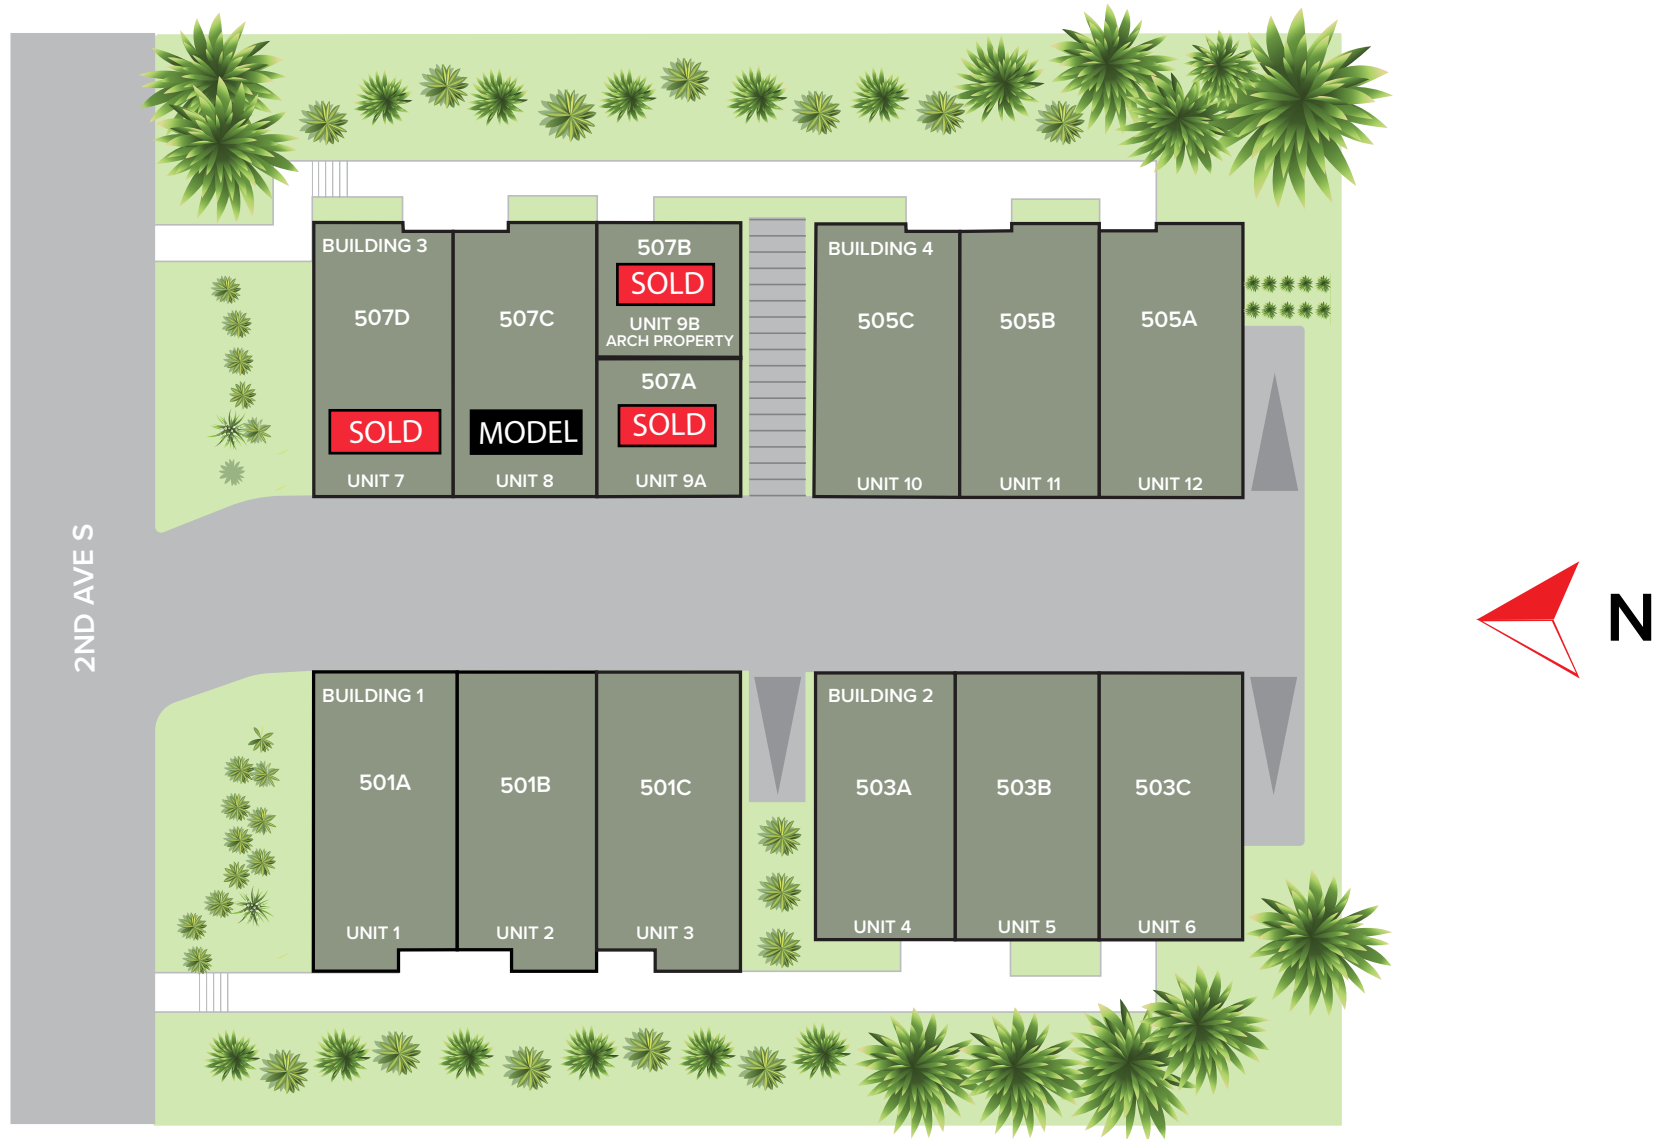 2ND AVE S
BUILDING 3
507D
SOLD
UNIT 7
507C
MODEL
UNIT 8
507B
SOLD
UNIT 9B
ARCH PROPERTY
507A
SOLD
UNIT 9A
BUILDING 4
505C
UNIT 10
505B
UNIT 11
505A
UNIT 12
N
BUILDING 1
501A
UNIT 1
501B
UNIT 2
501C
UNIT 3
BUILDING 2
503A
UNIT 4
503B
UNIT 5
503C
UNIT 6